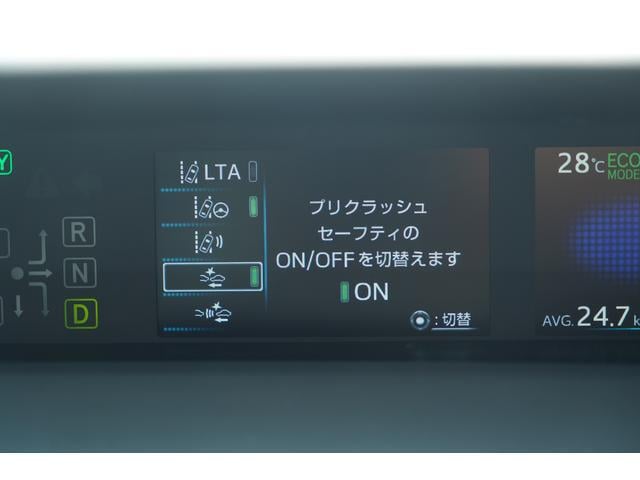 LTA
プリクラッシュ
セーフティの
ON/OFFを切替えます
ON
:切替
R
N
D
28℃
ECO
MODE
AVG. 24.7